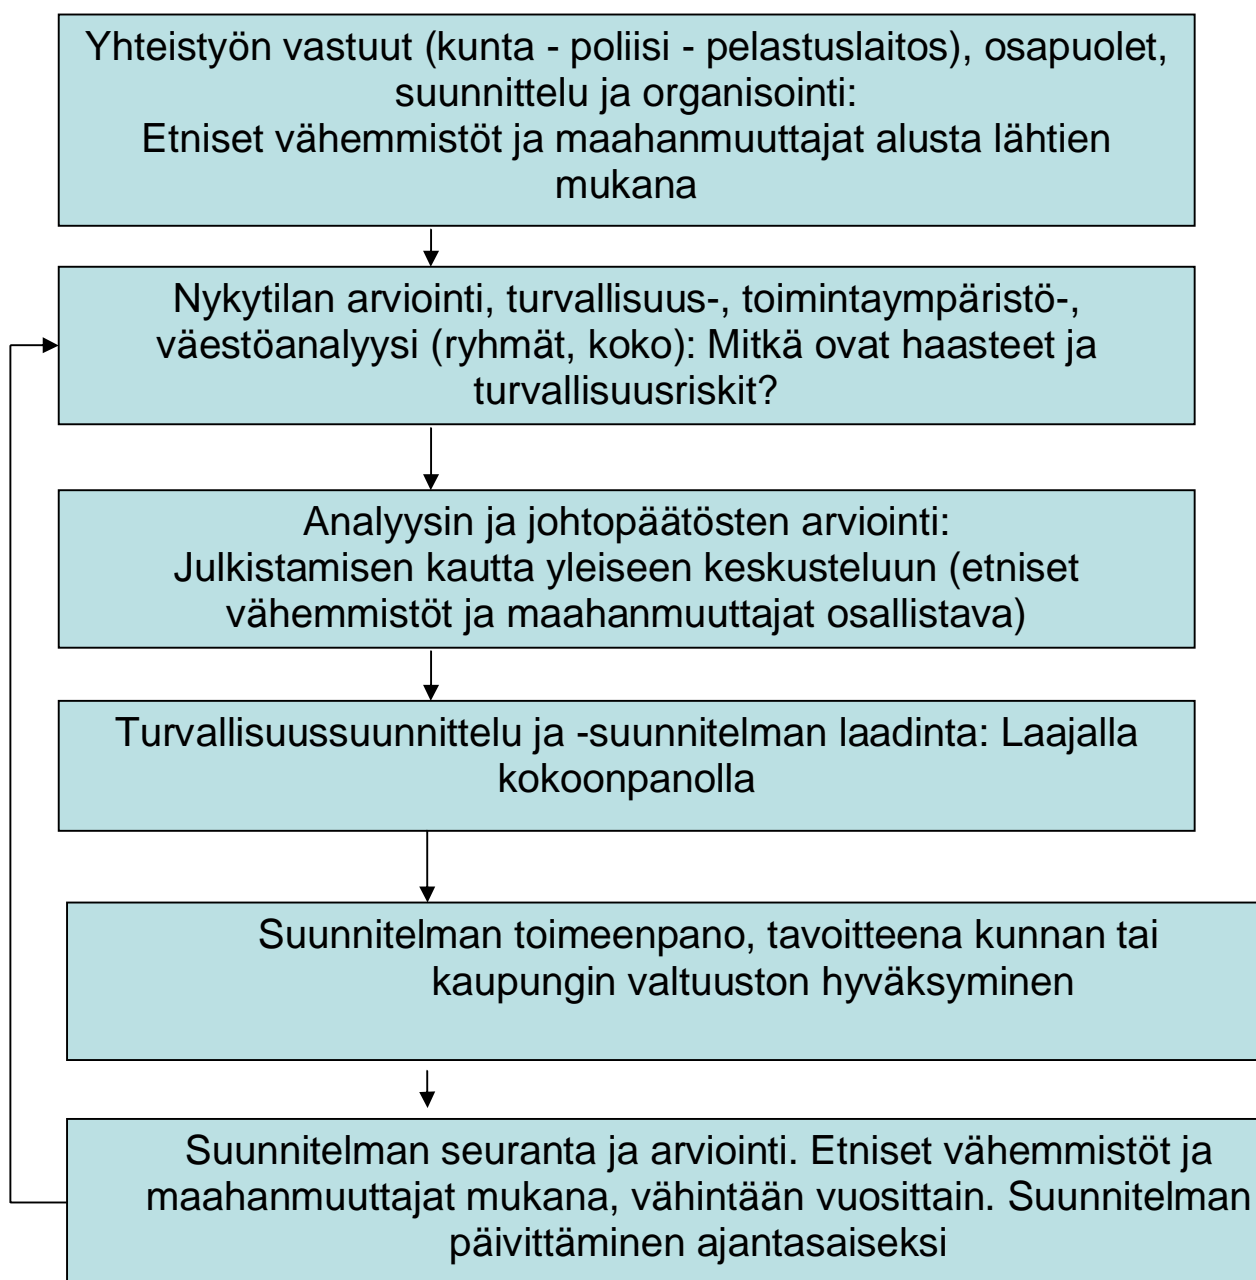 Yhteistyön vastuut (kunta - poliisi - pelastuslaitos), osapuolet,
suunnittelu ja organisointi:
Etniset vähemmistöt ja maahanmuuttajat alusta lähtien
mukana
Nykytilan arviointi, turvallisuus-, toimintaympäristö-,
väestöanalyysi (ryhmät, koko): Mitkä ovat haasteet ja
turvallisuusriskit?
Analyysin ja johtopäätösten arviointi:
Julkistamisen kautta yleiseen keskusteluun (etniset
vähemmistöt ja maahanmuuttajat osallistava)
Turvallisuussuunnittelu ja -suunnitelman laadinta: Laajalla
kokoonpanolla
Suunnitelman toimeenpano, tavoitteena kunnan tai
kaupungin valtuuston hyväksyminen
Suunnitelman seuranta ja arviointi. Etniset vähemmistöt ja
maahanmuuttajat mukana, vähintään vuosittain. Suunnitelman
päivittäminen ajantasaiseksi